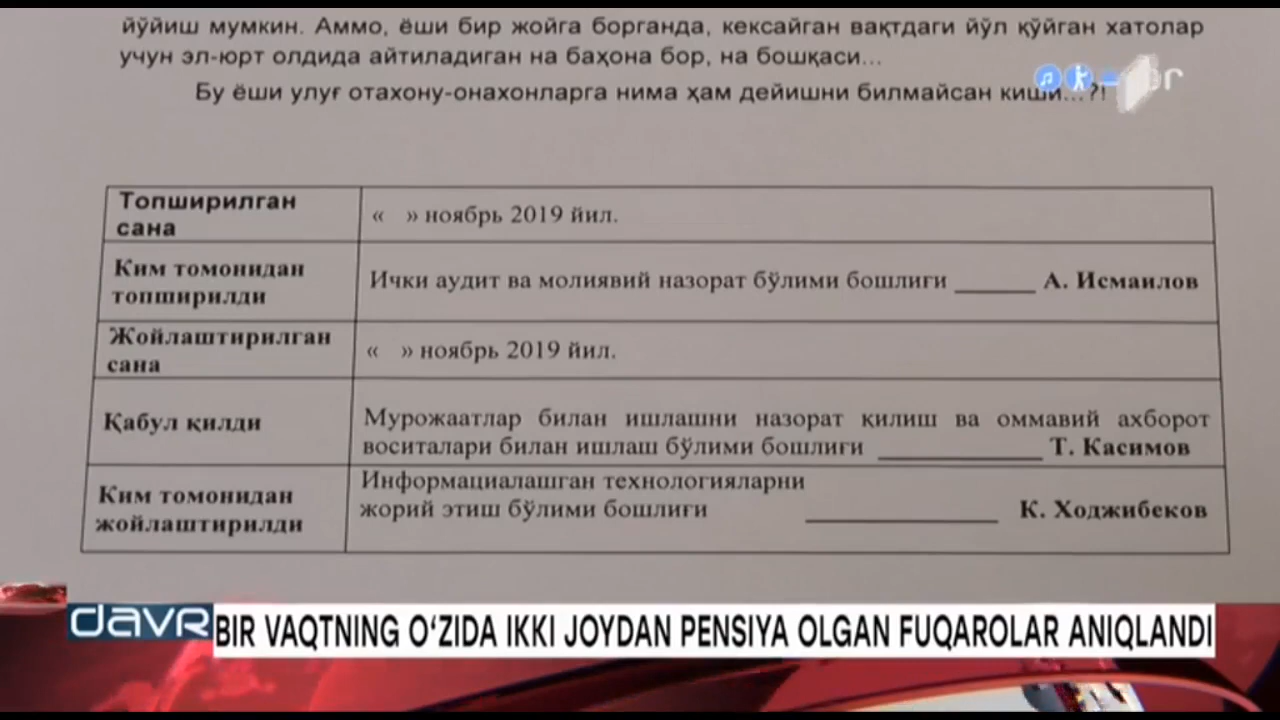 йўйиш мумкин. Аммо, ёши бир жойга борганда, кексайган вақтдаги йўл қўйган хатолар
учун эл-юрт олдида айтиладиган на баҳона бор, на бошқаси...
Бу ёши улуғ отахону-онахонларга нима ҳам дейишни билмайсан киши...?!
Топширилган
сана
« » ноябрь 2019 йил.
Ким томонидан
топширилди
Ички аудит ва молиявий назорат бўлими бошлиғи ______ А. Исмаилов
Жойлаштирилган
сана
« » ноябрь 2019 йил.
Қабул қилди
Мурожаатлар билан ишлашни назорат қилиш ва оммавий ахборот
воситалари билан ишлаш бўлими бошлиғи ____________ Т. Касимов
Ким томонидан
жойлаштирилди
Информациалашган технологияларни
жорий этиш бўлими бошлиғи ______________ К. Ходжибеков
davr
BIR VAQTNING OʻZIDA IKKI JOYDAN PENSIYA OLGAN FUQAROLAR ANIQLANDI